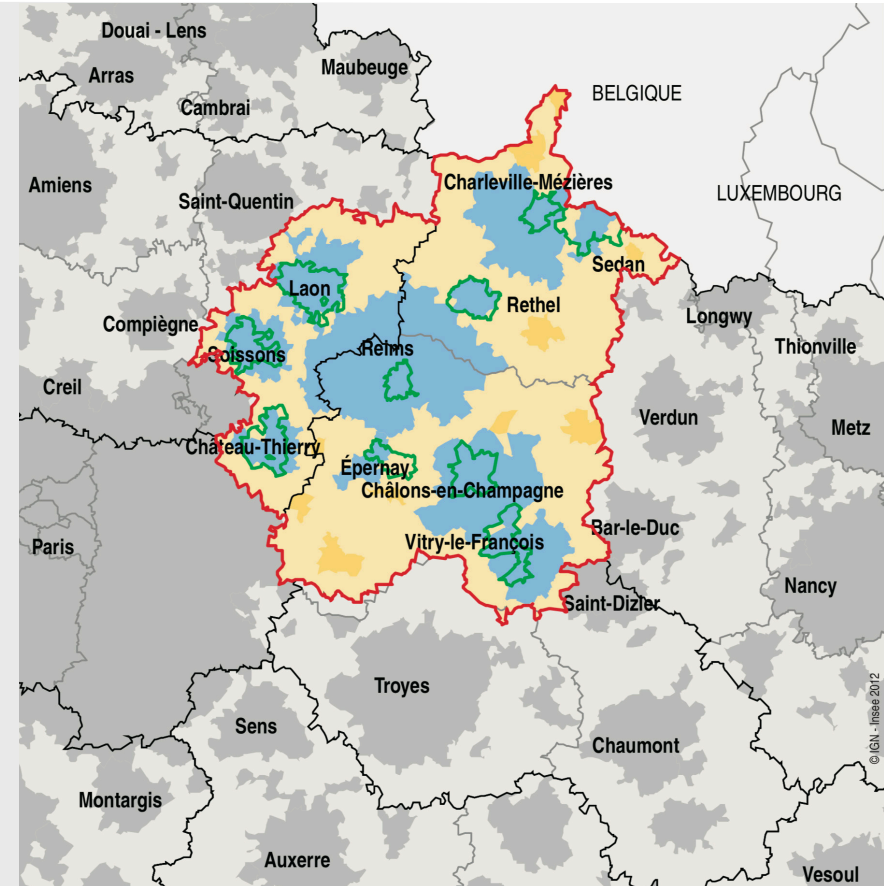 Douai - Lens
Maubeuge
Arras
BELGIQUE
Cambrai
Amiens
Charleville-Mézières
LUXEMBOURG
Saint-Quentin
Sedan
Laon
Rethel
Longwy
Compiègne
Reims
Thionville
Soissons
Creil
Verdun
Metz
Château-Thierry
Épernay
Châlons-en-Champagne
Bar-le-Duc
Vitry-le-François
Paris
Nancy
Saint-Dizier
Troyes
© IGN - Insee 2012
Sens
Chaumont
Montargis
Auxerre
Vesoul